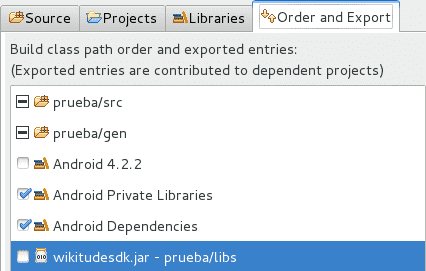 Source Projects Libraries Order and Export
Build class path order and exported entries:
(Exported entries are contributed to dependent projects)
prueba/src
prueba/gen
Android 4.2.2
Android Private Libraries
Android Dependencies
wikitudesdk.jar - prueba/libs